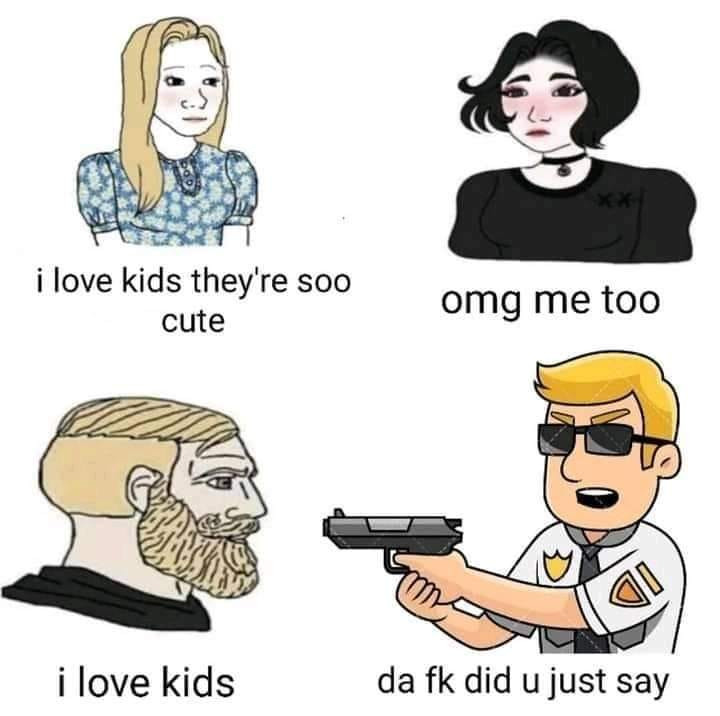 i love kids they're soo
cute
omg me too
i love kids
da fk did u just say